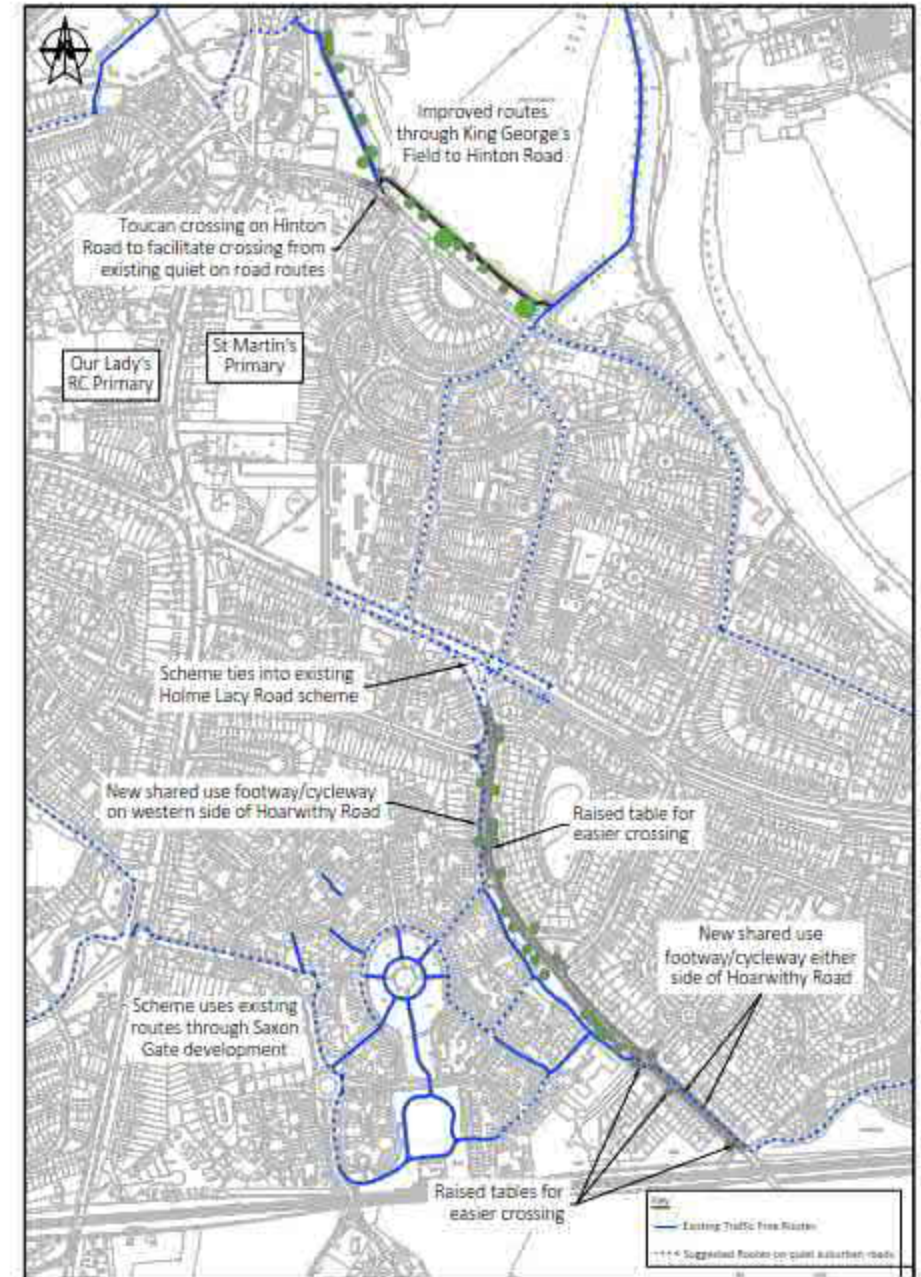 Improved routes
through King George's
Field to Hinton Road
Toucan crossing on Hinton
Road to facilitate crossing from
existing quiet on road routes
Our Lady's
RC Primary
St Martin's
Primary
Scheme ties into existing
Holme Lacy Road scheme
New shared use footway/cycleway
on western side of Hoarwithy Road
Raised table for
easier crossing
New shared use
footway/cycleway either
side of Hoarwithy Road
Scheme uses existing
routes through Saxon
Gate development
Raised tables for
easier crossing
Key
Existing Traffic Free Routes
Suggested Routes on quiet suburban roads